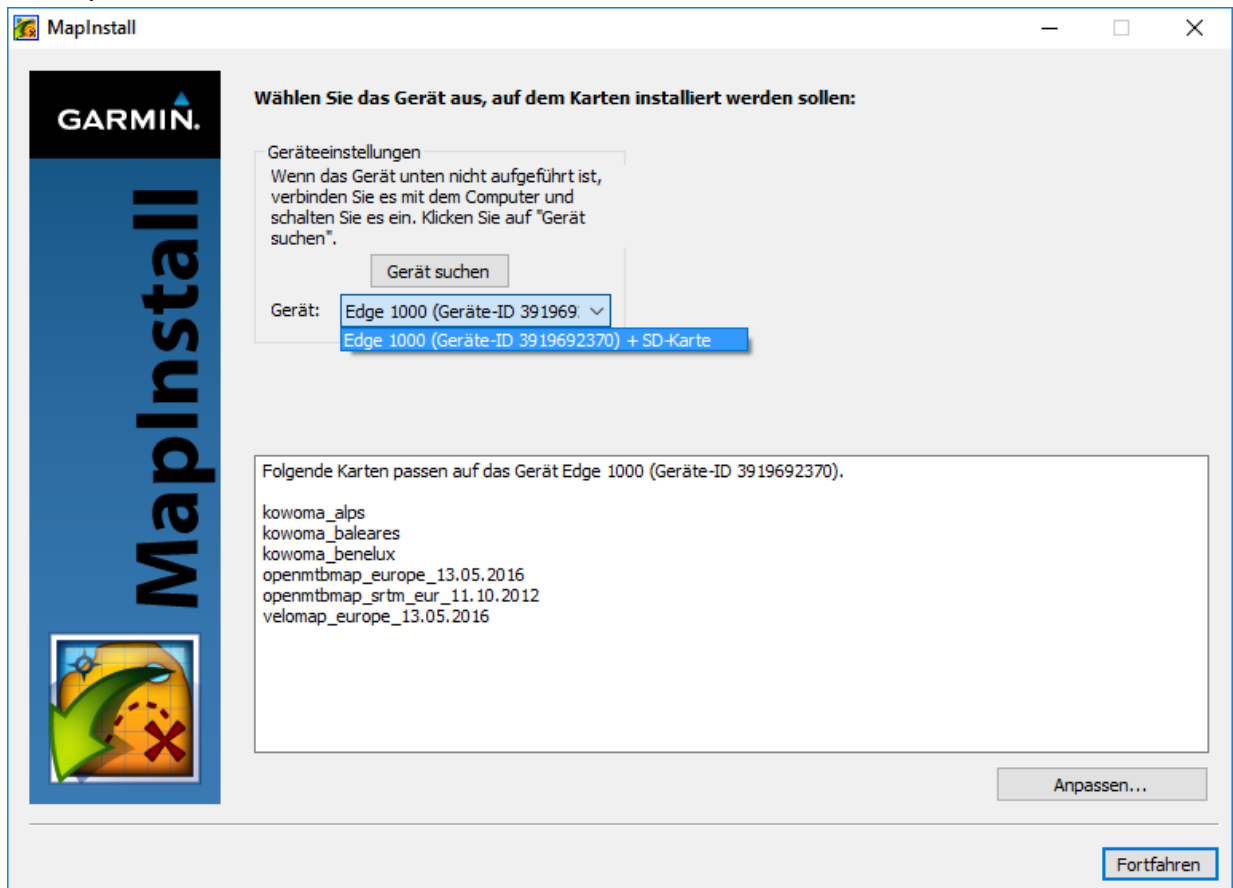 MapInstall
GARMIN.
MapInstall
Wählen Sie das Gerät aus, auf dem Karten installiert werden sollen:
Geräteeinstellungen
Wenn das Gerät unten nicht aufgeführt ist,
verbinden Sie es mit dem Computer und
schalten Sie es ein. Klicken Sie auf "Gerät
suchen".
Gerät suchen
Gerät: Edge 1000 (Geräte-ID 391969
Edge 1000 (Geräte-ID 3919692370) + SD-Karte
Folgende Karten passen auf das Gerät Edge 1000 (Geräte-ID 3919692370).
kowoma_alps
kowoma_baleares
kowoma_benelux
openmtbmap_europe_13.05.2016
openmtbmap_srtm_eur_11.10.2012
velomap_europe_13.05.2016
Anpassen...
Fortfahren